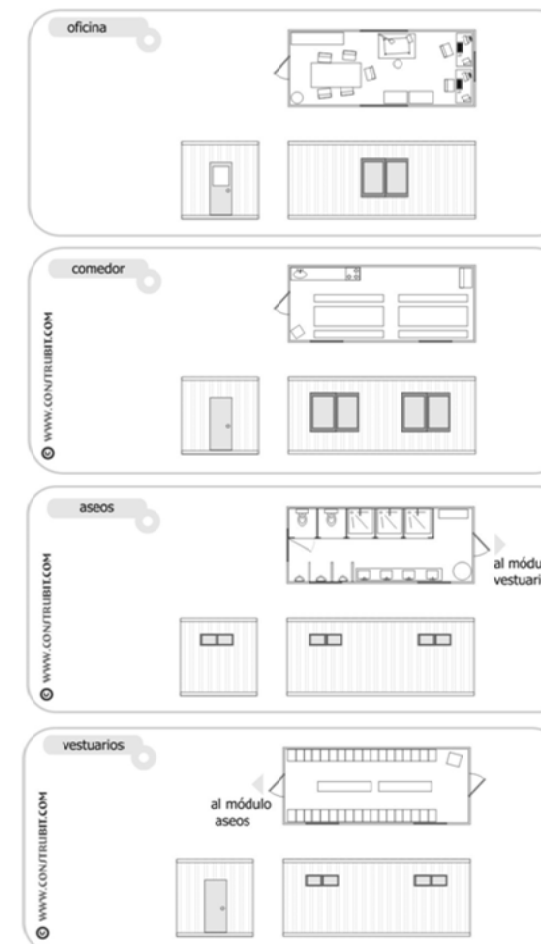 oficina
comedor
© WWW.CONSTRUBIT.COM
aseos
al módu
vestuari
© WWW.CONSTRUBIT.COM
vestuarios
al módulo
aseos
© WWW.CONSTRUBIT.COM